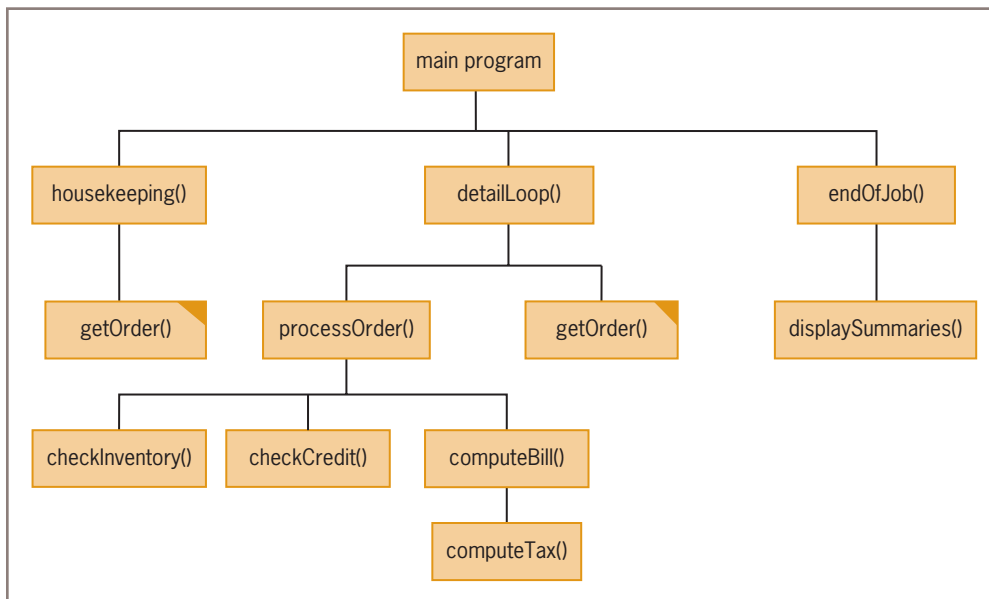 main program
housekeeping()
detailLoop()
endOfJob()
getOrder()
processOrder()
getOrder()
displaySummaries()
checkInventory()
checkCredit()
computeBill()
computeTax()